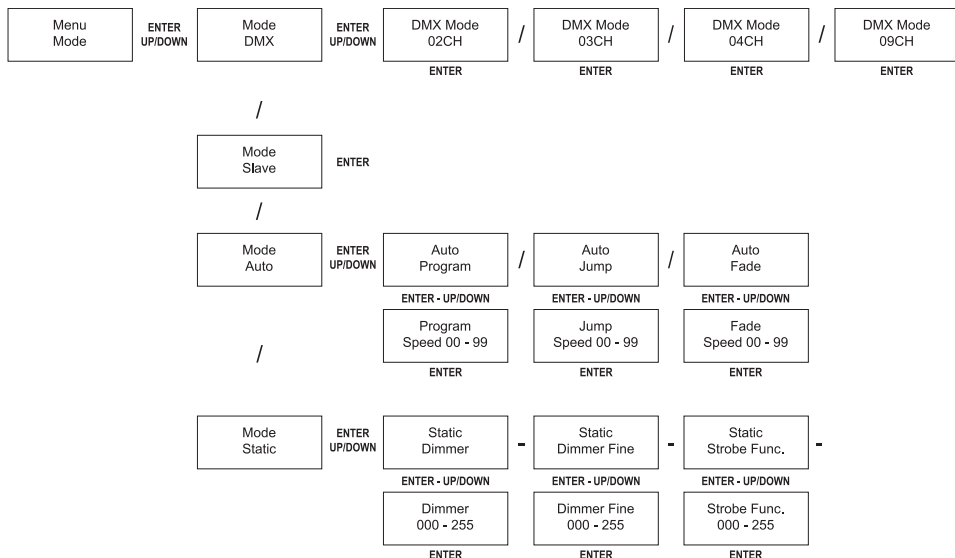 Menu
Mode
ENTER
UP/DOWN
Mode
DMX
ENTER
UP/DOWN
DMX Mode
02CH
ENTER
/
DMX Mode
03CH
ENTER
/
DMX Mode
04CH
ENTER
/
DMX Mode
09CH
ENTER
/
Mode
Slave
ENTER
/
Mode
Auto
ENTER
UP/DOWN
Auto
Program
/
Auto
Jump
/
Auto
Fade
ENTER - UP/DOWN
ENTER - UP/DOWN
ENTER - UP/DOWN
Program
Speed 00 - 99
ENTER
Jump
Speed 00 - 99
ENTER
Fade
Speed 00 - 99
ENTER
/
Mode
Static
ENTER
UP/DOWN
Static
Dimmer
-
Static
Dimmer Fine
-
Static
Strobe Func.
-
ENTER - UP/DOWN
ENTER - UP/DOWN
ENTER - UP/DOWN
Dimmer
000 - 255
ENTER
Dimmer Fine
000 - 255
ENTER
Strobe Func.
000 - 255
ENTER